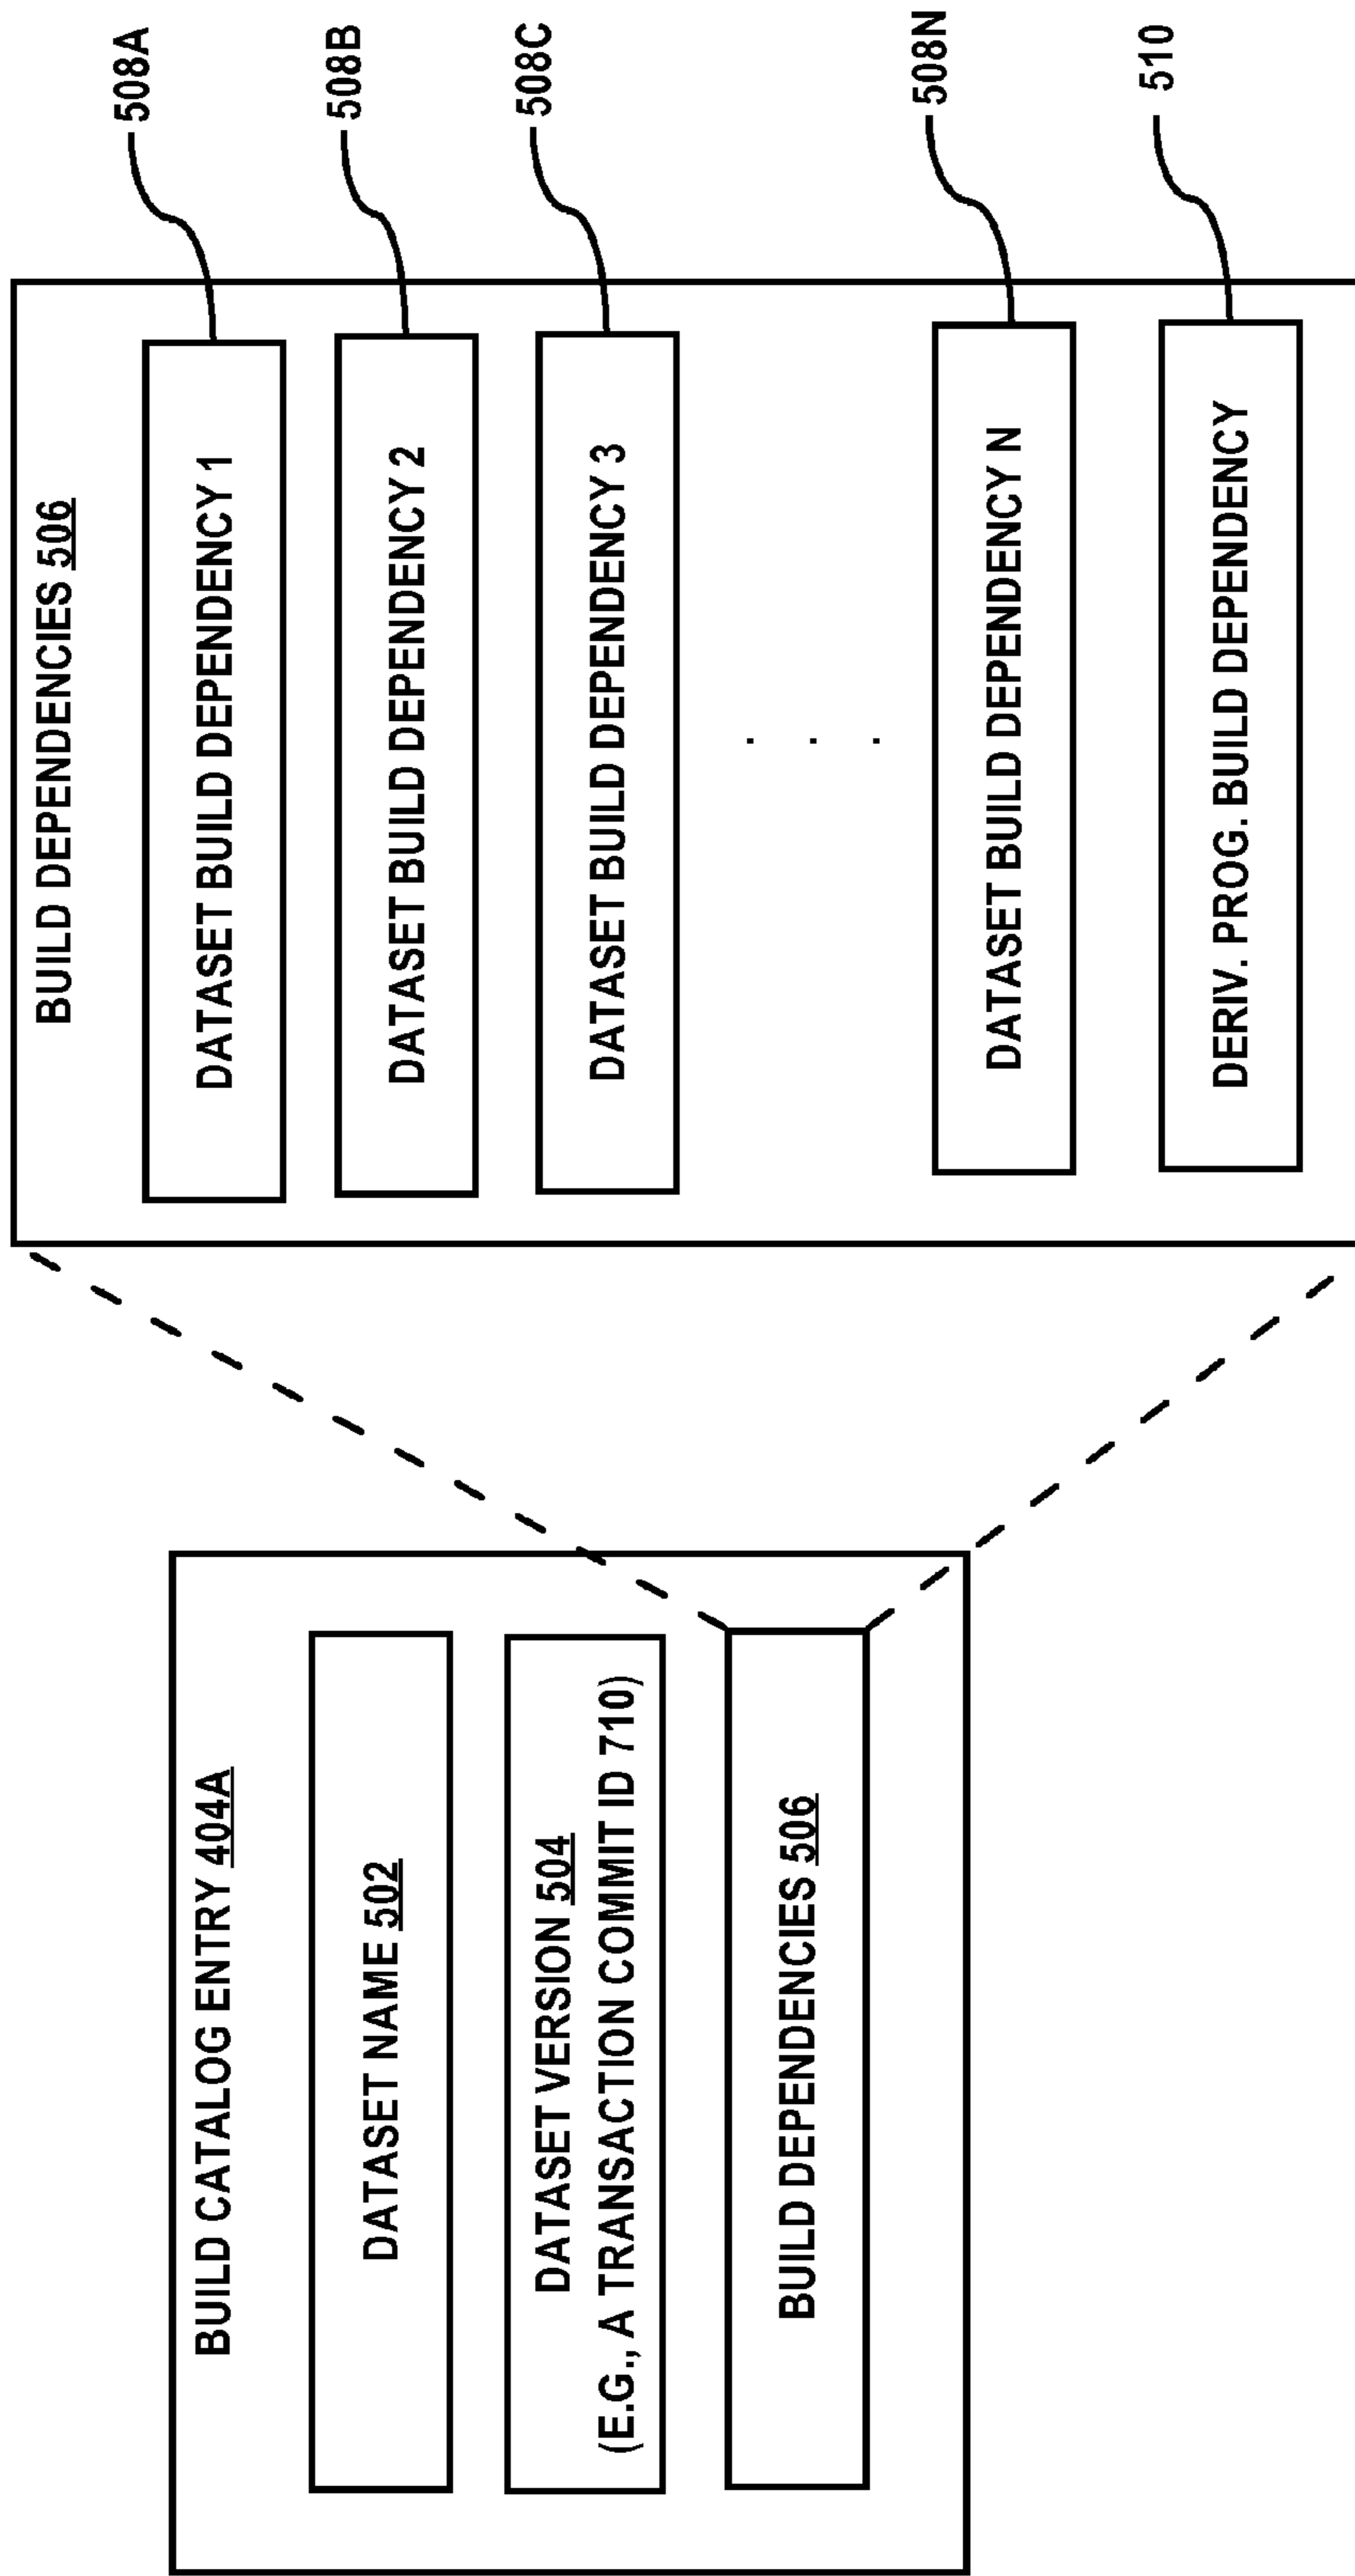 BUILD CATALOG ENTRY 404A
DATASET NAME 502
DATASET VERSION 504
(E.G., A TRANSACTION COMMIT ID 710)
BUILD DEPENDENCIES 506
BUILD DEPENDENCIES 506
DATASET BUILD DEPENDENCY 1
508A
DATASET BUILD DEPENDENCY 2
508B
DATASET BUILD DEPENDENCY 3
508C
. . .
DATASET BUILD DEPENDENCY N
508N
DERIV. PROG. BUILD DEPENDENCY
510